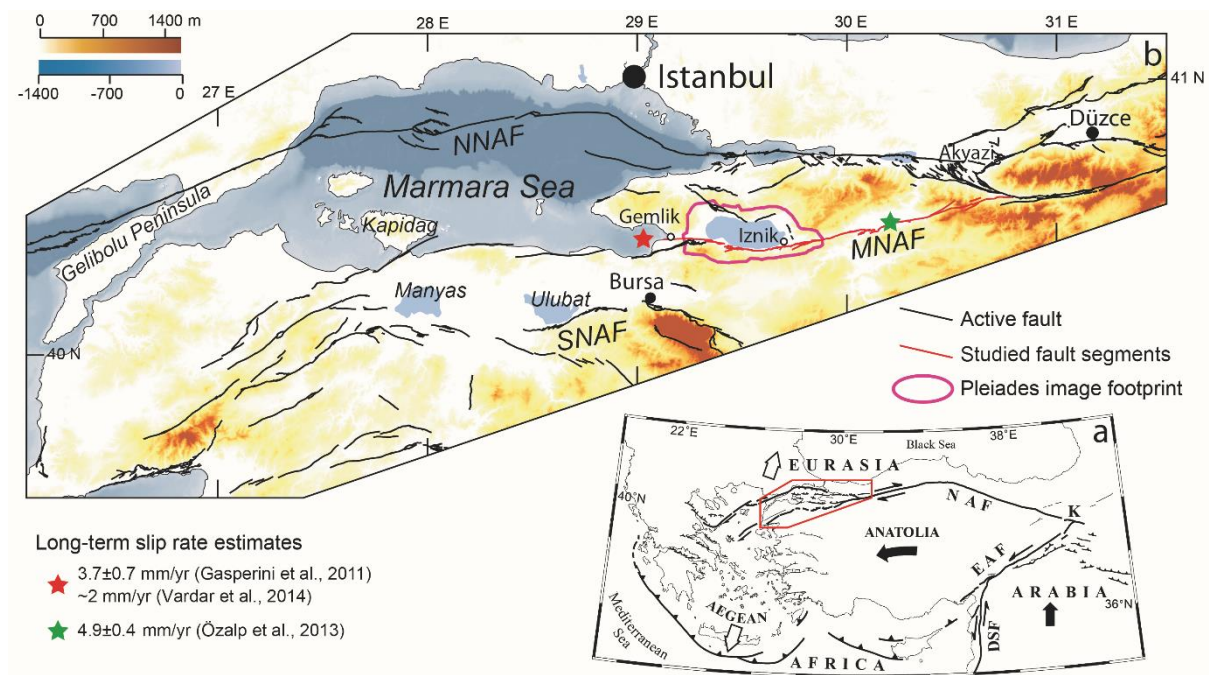 0 700 1400 m
-1400 -700 0
28 E
29 E
30 E
31 E
27 E
b
41 N
Istanbul
Düzce
Akyazi
NNAF
Marmara Sea
Gelibolu Peninsula
Kapidag
Gemlik
Iznik
MNAF
Manyas
Ulubat
Bursa
SNAF
40 N
Active fault
Studied fault segments
Pleiades image footprint
Long-term slip rate estimates
3.7±0.7 mm/yr (Gasperini et al., 2011)
~2 mm/yr (Vardar et al., 2014)
4.9±0.4 mm/yr (Özalp et al., 2013)
a
22°E
30°E
38°E
Black Sea
EURASIA
40°N
NAF
K
ANATOLIA
EAF
ARABIA
36°N
AEGEAN
DSF
Mediterranean
Sea
AFRICA